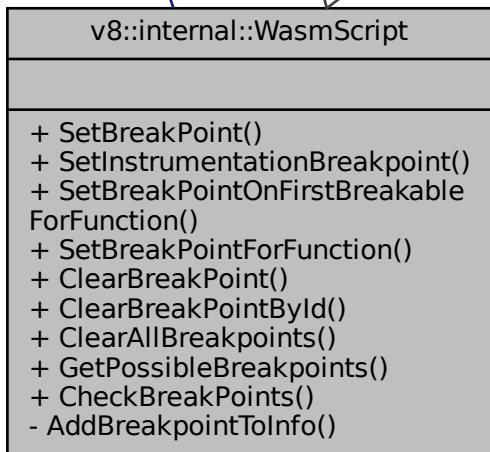 v8::internal::WasmScript
+ SetBreakPoint()
+ SetInstrumentationBreakpoint()
+ SetBreakPointOnFirstBreakable
ForFunction()
+ SetBreakPointForFunction()
+ ClearBreakPoint()
+ ClearBreakPointById()
+ ClearAllBreakpoints()
+ GetPossibleBreakpoints()
+ CheckBreakPoints()
- AddBreakpointToInfo()